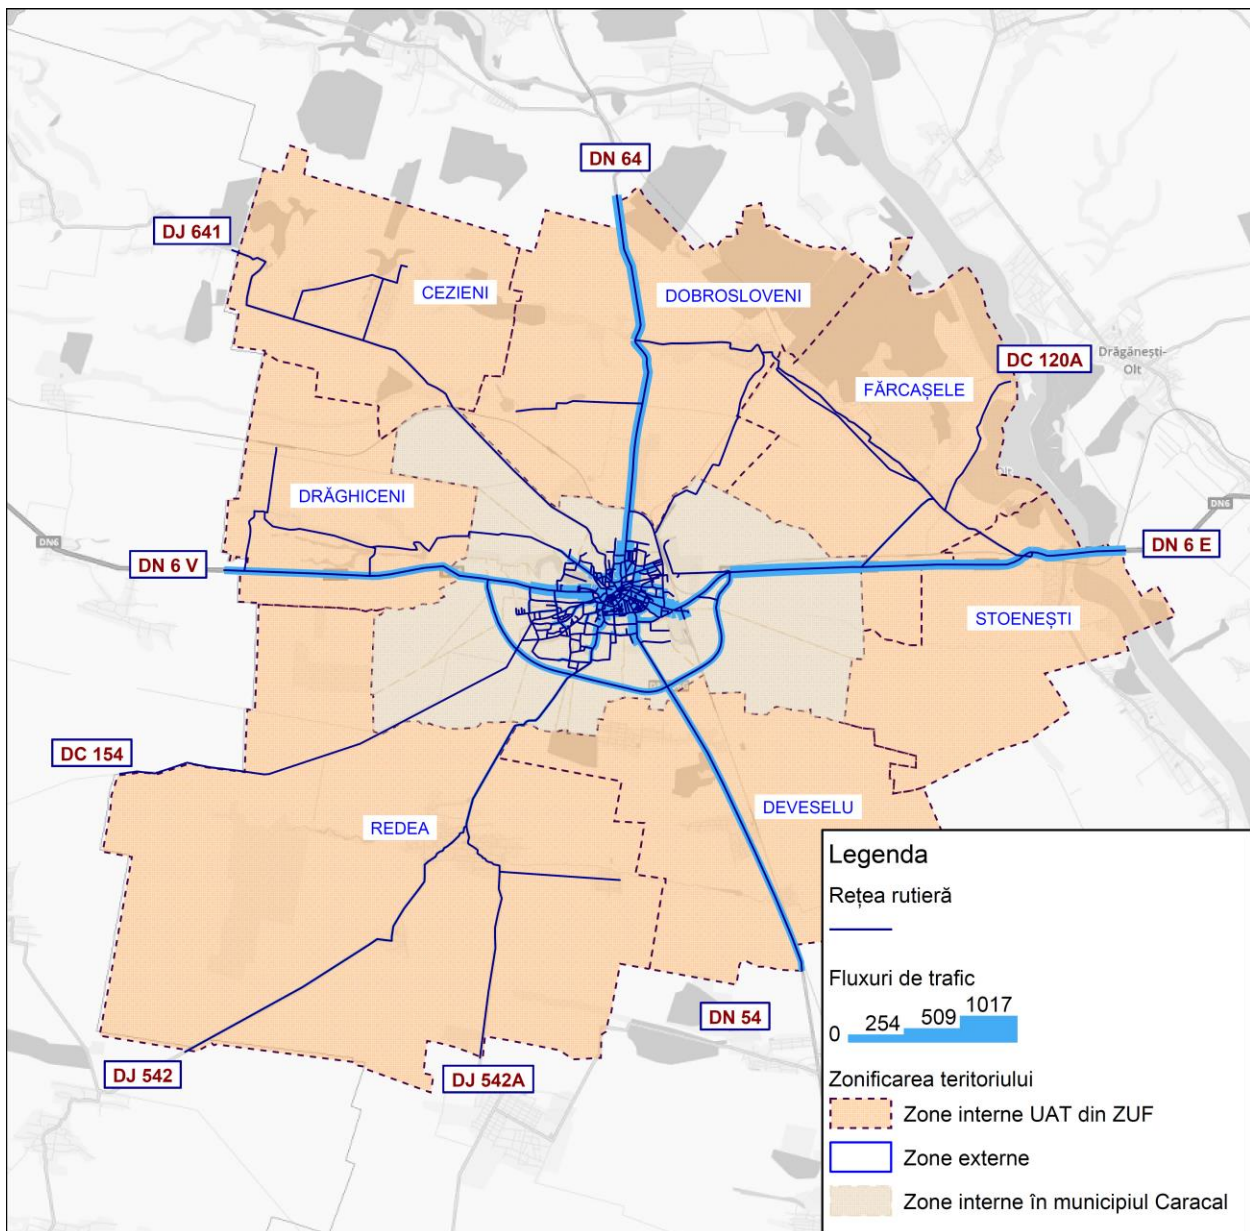 DN 64
DJ 641
CEZIENI
DOBROSLOVENI
DC 120A
Drăgănești-
Olt
FĂRCAȘELE
DRĂGHICENI
DN6
DN6
DN 6 V
DN 6 E
STOENEȘTI
DC 154
REDEA
DEVESELU
DN 54
DJ 542
DJ 542A
Legenda
Rețea rutieră
Fluxuri de trafic
0 254 509 1017
Zonificarea teritoriului
Zone interne UAT din ZUF
Zone externe
Zone interne în municipiul Caracal